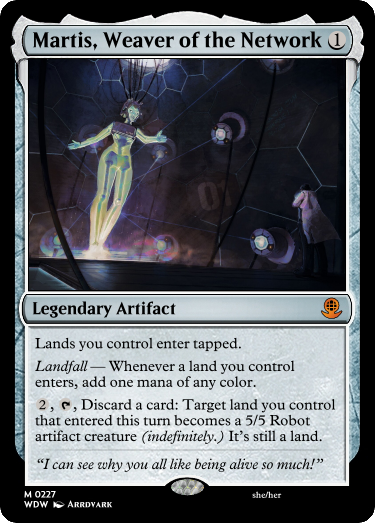 Martis, Weaver of the Network 1
Legendary Artifact
Lands you control enter tapped.
Landfall — Whenever a land you control
enters, add one mana of any color.
2, , Discard a card: Target land you control
that entered this turn becomes a 5/5 Robot
artifact creature (indefinitely.) It's still a land.
“I can see why you all like being alive so much!”
M 0227
she/her
WDW Arrdvark